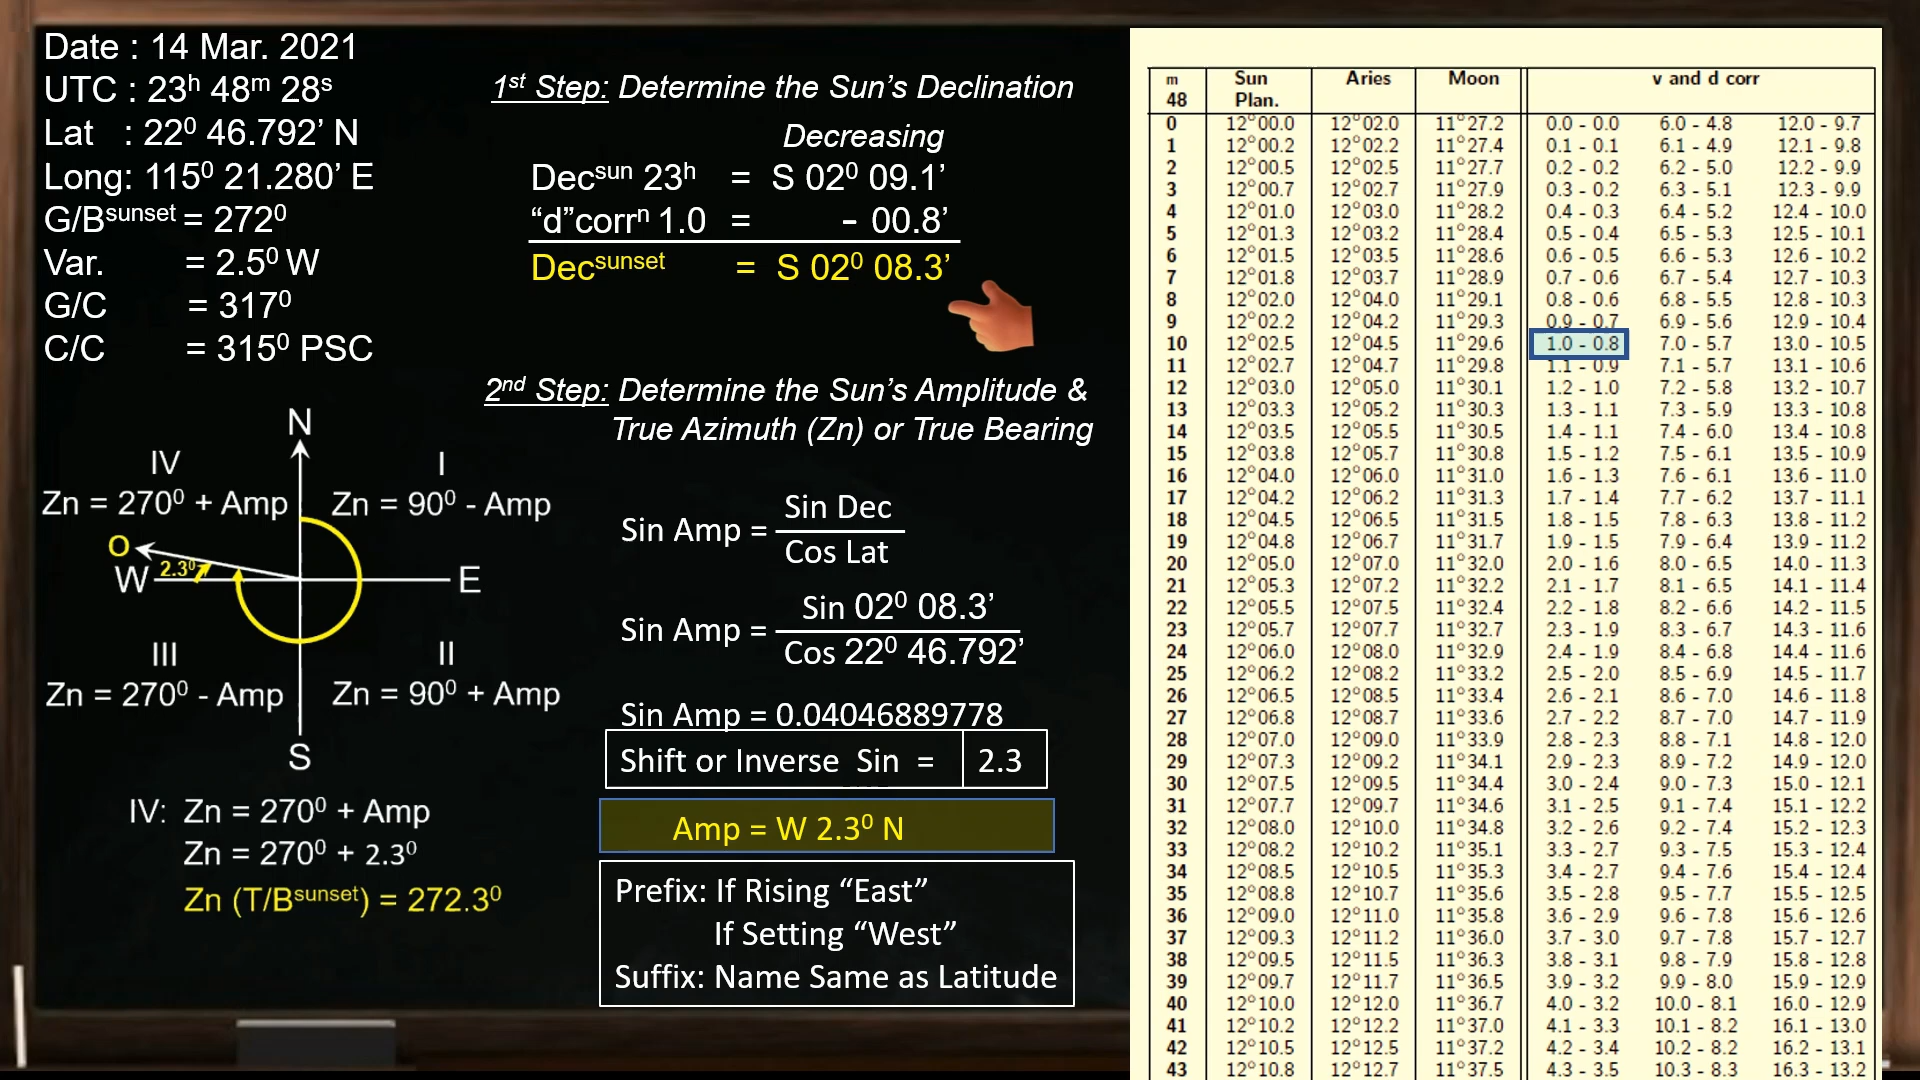 Date : 14 Mar. 2021
UTC : 23h 48m 28s
Lat : 22⁰ 46.792’ N
Long: 115⁰ 21.280’ E
G/Bsunset = 272⁰
Var. = 2.5⁰ W
G/C = 317⁰
C/C = 315⁰ PSC
1st Step: Determine the Sun’s Declination
Decreasing
Decsun 23h = S 02⁰ 09.1’
“d”corrn 1.0 = - 00.8’
Decsunset = S 02⁰ 08.3’
2nd Step: Determine the Sun’s Amplitude &
True Azimuth (Zn) or True Bearing
Sin Amp = Sin Dec
Cos Lat
Sin Amp = Sin 02⁰ 08.3’
Cos 22⁰ 46.792’
Sin Amp = 0.04046889778
Shift or Inverse Sin = 2.3
Amp = W 2.3⁰ N
Prefix: If Rising “East”
If Setting “West”
Suffix: Name Same as Latitude
N
IV I
Zn = 270⁰ + Amp Zn = 90⁰ - Amp
O
2.3⁰
W E
III II
Zn = 270⁰ - Amp Zn = 90⁰ + Amp
S
IV: Zn = 270⁰ + Amp
Zn = 270⁰ + 2.3⁰
Zn (T/Bsunset) = 272.3⁰
m Sun Aries Moon v and d corr
48 Plan.
0 12°00.0 12°02.0 11°27.2 0.0 - 0.0 6.0 - 4.8 12.0 - 9.7
1 12°00.2 12°02.2 11°27.4 0.1 - 0.1 6.1 - 4.9 12.1 - 9.8
2 12°00.5 12°02.5 11°27.7 0.2 - 0.2 6.2 - 5.0 12.2 - 9.9
3 12°00.7 12°02.7 11°27.9 0.3 - 0.2 6.3 - 5.1 12.3 - 9.9
4 12°01.0 12°03.0 11°28.2 0.4 - 0.3 6.4 - 5.2 12.4 - 10.0
5 12°01.3 12°03.2 11°28.4 0.5 - 0.4 6.5 - 5.3 12.5 - 10.1
6 12°01.5 12°03.5 11°28.6 0.6 - 0.5 6.6 - 5.3 12.6 - 10.2
7 12°01.8 12°03.7 11°28.9 0.7 - 0.6 6.7 - 5.4 12.7 - 10.3
8 12°02.0 12°04.0 11°29.1 0.8 - 0.6 6.8 - 5.5 12.8 - 10.3
9 12°02.2 12°04.2 11°29.3 0.9 - 0.7 6.9 - 5.6 12.9 - 10.4
10 12°02.5 12°04.5 11°29.6 1.0 - 0.8 7.0 - 5.7 13.0 - 10.5
11 12°02.7 12°04.7 11°29.8 1.1 - 0.9 7.1 - 5.7 13.1 - 10.6
12 12°03.0 12°05.0 11°30.1 1.2 - 1.0 7.2 - 5.8 13.2 - 10.7
13 12°03.3 12°05.2 11°30.3 1.3 - 1.1 7.3 - 5.9 13.3 - 10.8
14 12°03.5 12°05.5 11°30.5 1.4 - 1.1 7.4 - 6.0 13.4 - 10.8
15 12°03.8 12°05.7 11°30.8 1.5 - 1.2 7.5 - 6.1 13.5 - 10.9
16 12°04.0 12°06.0 11°31.0 1.6 - 1.3 7.6 - 6.1 13.6 - 11.0
17 12°04.2 12°06.2 11°31.3 1.7 - 1.4 7.7 - 6.2 13.7 - 11.1
18 12°04.5 12°06.5 11°31.5 1.8 - 1.5 7.8 - 6.3 13.8 - 11.2
19 12°04.8 12°06.7 11°31.7 1.9 - 1.5 7.9 - 6.4 13.9 - 11.2
20 12°05.0 12°07.0 11°32.0 2.0 - 1.6 8.0 - 6.5 14.0 - 11.3
21 12°05.3 12°07.2 11°32.2 2.1 - 1.7 8.1 - 6.5 14.1 - 11.4
22 12°05.5 12°07.5 11°32.4 2.2 - 1.8 8.2 - 6.6 14.2 - 11.5
23 12°05.7 12°07.7 11°32.7 2.3 - 1.9 8.3 - 6.7 14.3 - 11.6
24 12°06.0 12°08.0 11°32.9 2.4 - 1.9 8.4 - 6.8 14.4 - 11.6
25 12°06.2 12°08.2 11°33.2 2.5 - 2.0 8.5 - 6.9 14.5 - 11.7
26 12°06.5 12°08.5 11°33.4 2.6 - 2.1 8.6 - 7.0 14.6 - 11.8
27 12°06.8 12°08.7 11°33.6 2.7 - 2.2 8.7 - 7.0 14.7 - 11.9
28 12°07.0 12°09.0 11°33.9 2.8 - 2.3 8.8 - 7.1 14.8 - 12.0
29 12°07.3 12°09.2 11°34.1 2.9 - 2.3 8.9 - 7.2 14.9 - 12.0
30 12°07.5 12°09.5 11°34.4 3.0 - 2.4 9.0 - 7.3 15.0 - 12.1
31 12°07.7 12°09.7 11°34.6 3.1 - 2.5 9.1 - 7.4 15.1 - 12.2
32 12°08.0 12°10.0 11°34.8 3.2 - 2.6 9.2 - 7.4 15.2 - 12.3
33 12°08.2 12°10.2 11°35.1 3.3 - 2.7 9.3 - 7.5 15.3 - 12.4
34 12°08.5 12°10.5 11°35.3 3.4 - 2.7 9.4 - 7.6 15.4 - 12.4
35 12°08.8 12°10.7 11°35.6 3.5 - 2.8 9.5 - 7.7 15.5 - 12.5
36 12°09.0 12°11.0 11°35.8 3.6 - 2.9 9.6 - 7.8 15.6 - 12.6
37 12°09.3 12°11.2 11°36.0 3.7 - 3.0 9.7 - 7.8 15.7 - 12.7
38 12°09.5 12°11.5 11°36.3 3.8 - 3.1 9.8 - 7.9 15.8 - 12.8
39 12°09.7 12°11.7 11°36.5 3.9 - 3.2 9.9 - 8.0 15.9 - 12.9
40 12°10.0 12°12.0 11°36.7 4.0 - 3.2 10.0 - 8.1 16.0 - 12.9
41 12°10.2 12°12.2 11°37.0 4.1 - 3.3 10.1 - 8.2 16.1 - 13.0
42 12°10.5 12°12.5 11°37.2 4.2 - 3.4 10.2 - 8.2 16.2 - 13.1
43 12°10.8 12°12.7 11°37.5 4.3 - 3.5 10.3 - 8.3 16.3 - 13.2